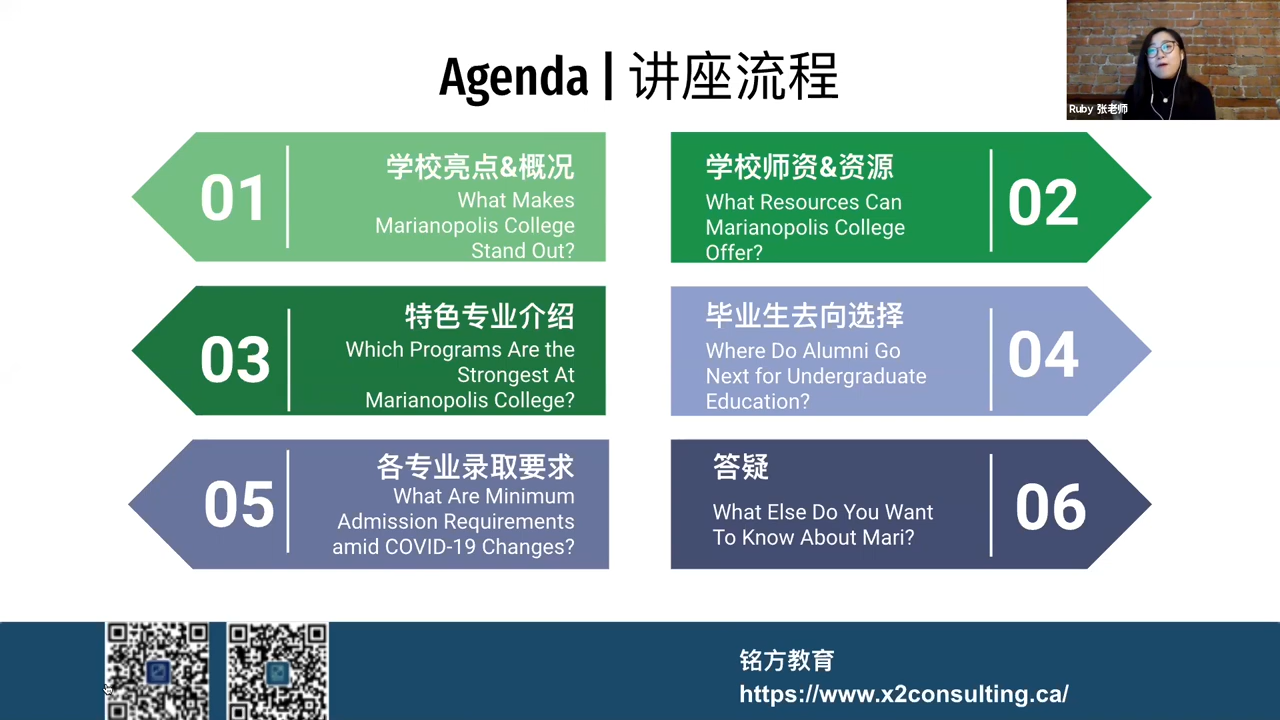 Agenda | 讲座流程
Ruby 张老师
01
学校亮点&概况
What Makes
Marianopolis College
Stand Out?
学校师资&资源
What Resources Can
Marianopolis College
Offer?
02
03
特色专业介绍
Which Programs Are the
Strongest At
Marianopolis College?
毕业生去向选择
Where Do Alumni Go
Next for Undergraduate
Education?
04
05
各专业录取要求
What Are Minimum
Admission Requirements
amid COVID-19 Changes?
答疑
What Else Do You Want
To Know About Mari?
06
铭方教育
https://www.x2consulting.ca/